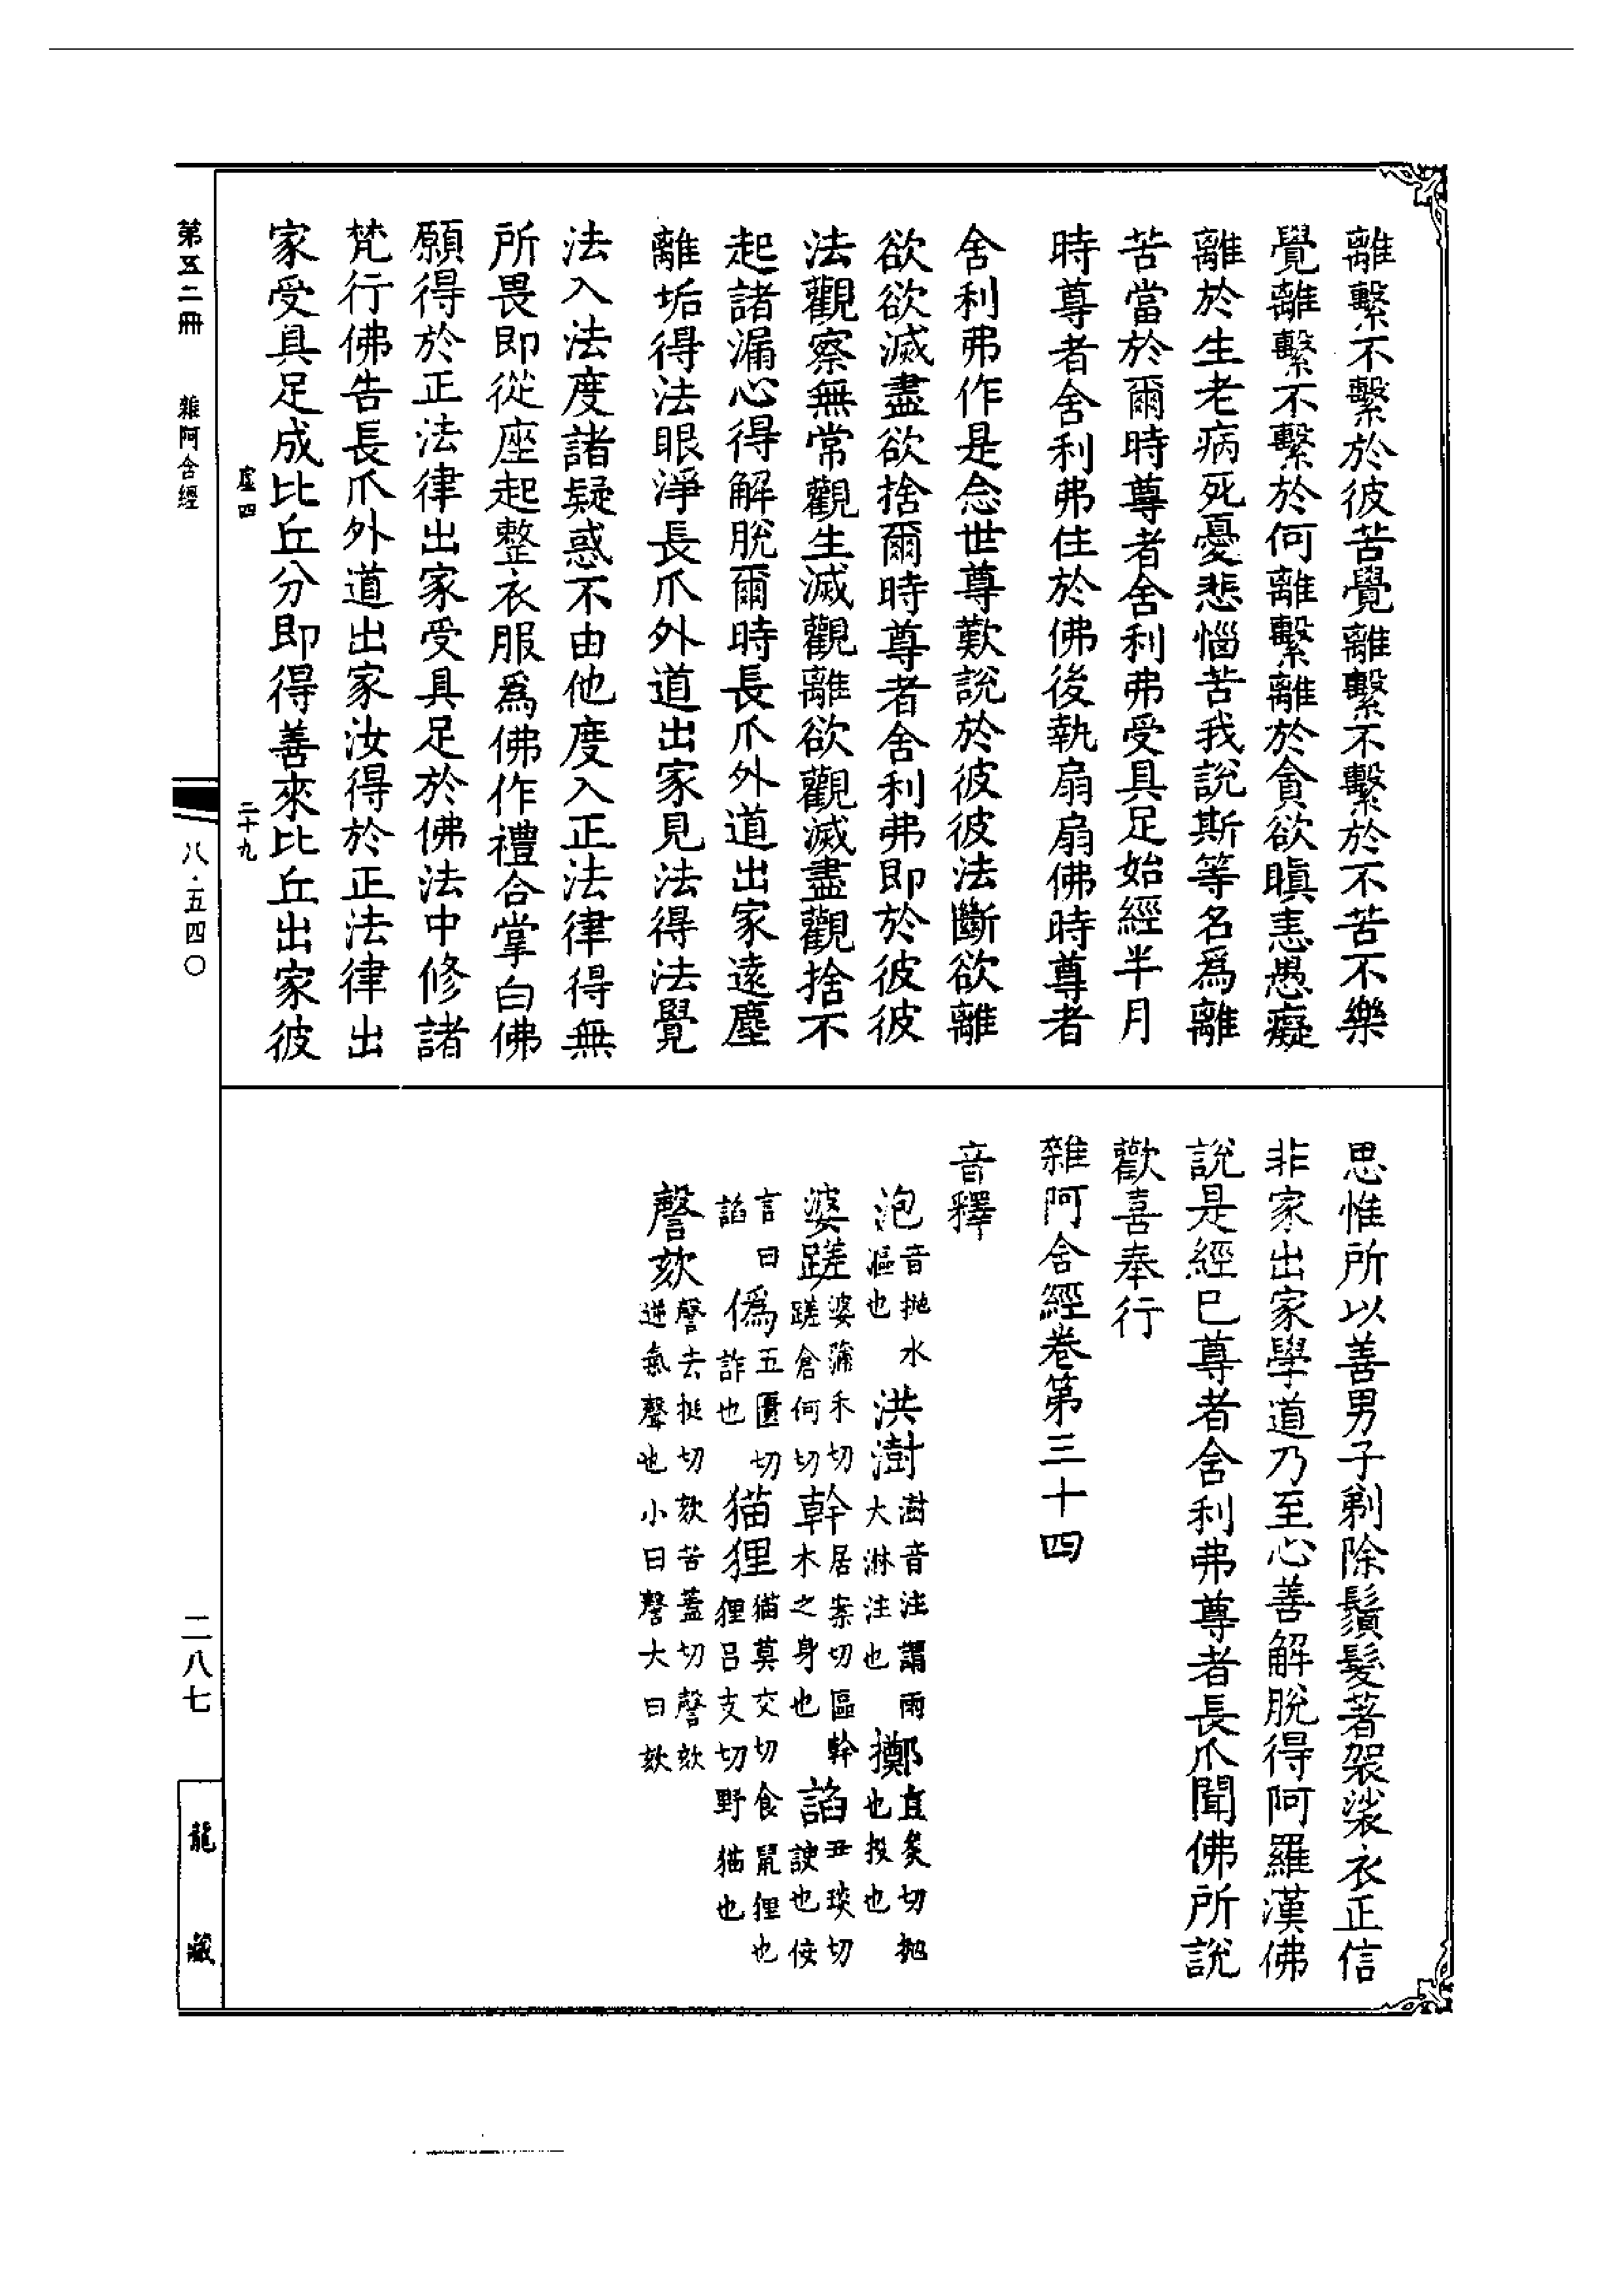 離繫不繫於彼苦覺離繫不繫於不苦不樂
覺離繫不繫於何離繫離於貪欲瞋恚愚癡
離於生老病死憂悲惱苦我說斯等名爲離
苦當於爾時尊者舍利弗受具足始經半月
時尊者舍利弗住於佛後執扇扇佛時尊者
舍利弗作是念世尊歎說於彼彼法斷欲離
欲欲滅盡欲捨爾時尊者舍利弗即於彼彼
法觀察無常觀生滅觀離欲觀滅盡觀捨不
起諸漏心得解脫爾時長爪外道出家遠塵
離垢得法眼淨長爪外道出家見法得法覺
法入法度諸疑惑不由他度入正法律得無
所畏即從座起整衣服爲佛作禮合掌白佛
願得於正法律出家受具足於佛法中修諸
梵行佛告長爪外道出家汝得於正法律出
家受具足成比丘分即得善來比丘出家彼
虛四
二十九
思惟所以善男子剃除鬚髮著袈裟衣正信
非家出家學道乃至心善解脫得阿羅漢佛
說是經已尊者舍利弗尊者長爪聞佛所說
歡喜奉行
雜阿含經卷第三十四
音釋
泡音抛水漚也 洪澍澍音注謂雨大淋注也 擲直炙切抛也投也
婆蹉婆蒲禾切蹉倉何切 幹居案切區幹木之身也 諂丑琰切諛也佞
言曰諂 僞五匱切詐也 猫狸猫莫交切食鼠狸也狸呂支切野猫也
謦欬謦去挺切欬苦蓋切謦欬逆氣聲也小曰謦大曰欬
第五二冊
雜阿含經
八·五四〇
二八七
龍藏